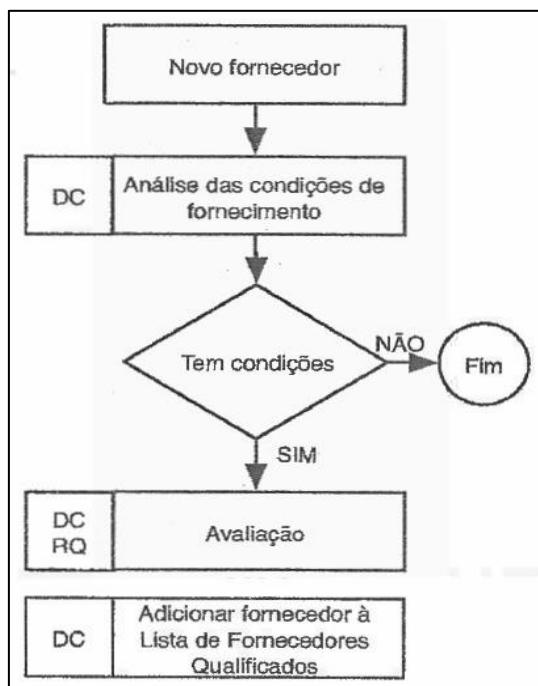 Novo fornecedor
DC
Análise das condições de
fornecimento
Tem condições
NÃO
Fim
SIM
DC
RQ
Avaliação
DC
Adicionar fornecedor à
Lista de Fornecedores
Qualificados